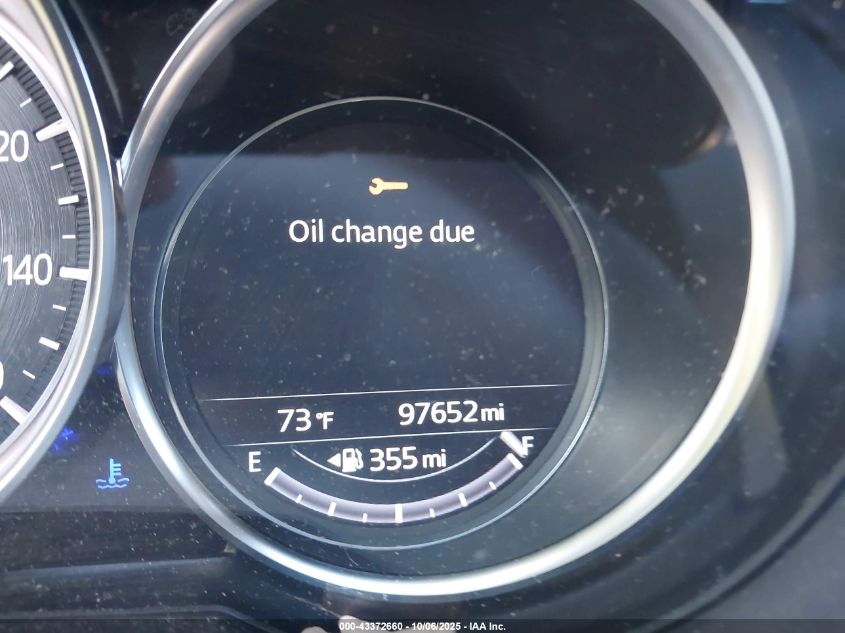 20
140
Oil change due
73 °F 97652 mi
E 355 mi F
000-43372660 - 10/06/2025 - IAA Inc.